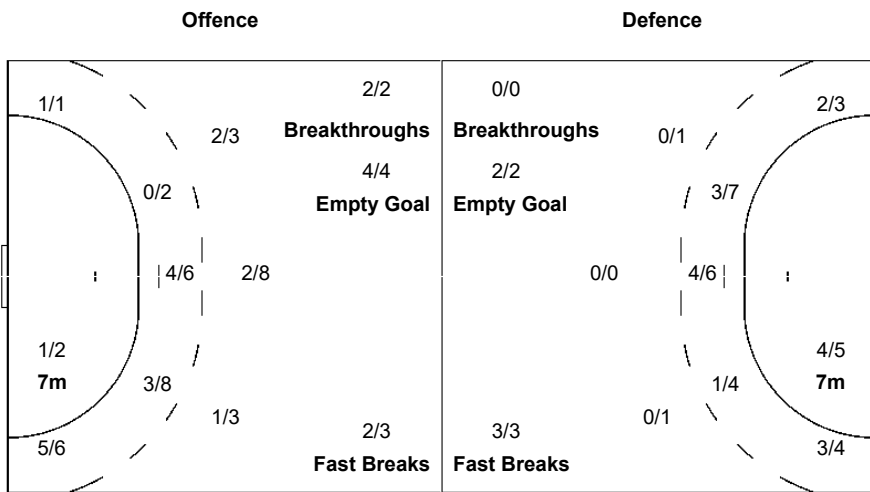 Offence
Defence
2/2
0/0
1/1
2/3
2/3
Breakthroughs
Breakthroughs
0/1
4/4
2/2
0/2
3/7
Empty Goal
Empty Goal
4/6
2/8
0/0
4/6
1/2
4/5
7m
3/8
1/4
7m
1/3
0/1
2/3
3/3
5/6
3/4
Fast Breaks
Fast Breaks